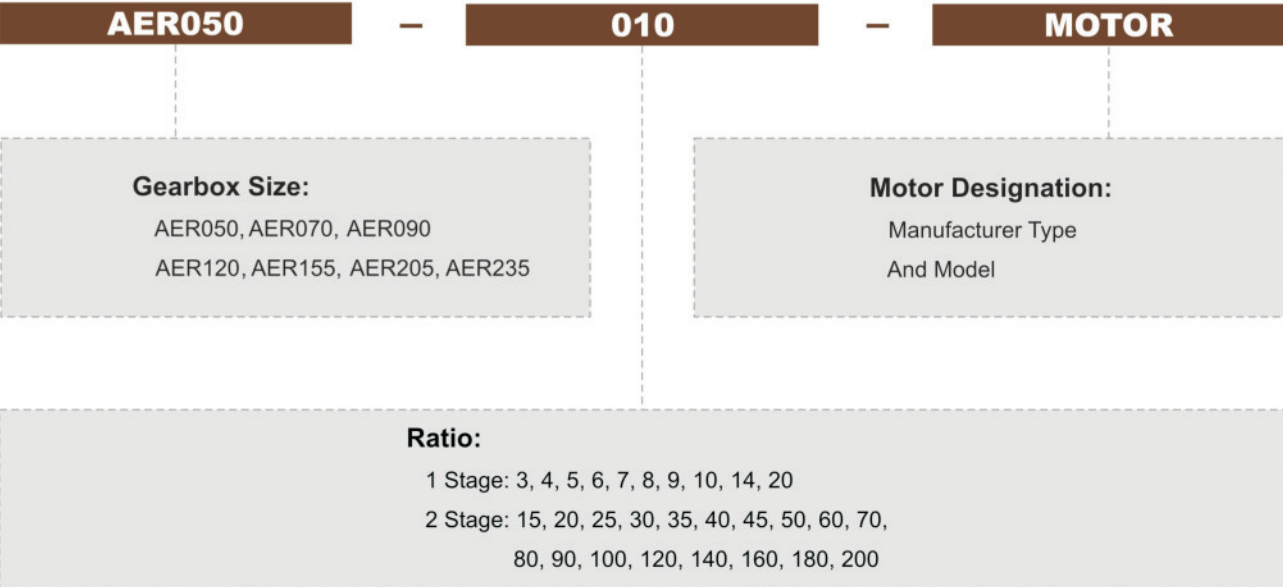 AER050 – 010 – MOTOR
Gearbox Size:
AER050, AER070, AER090
AER120, AER155, AER205, AER235
Motor Designation:
Manufacturer Type
And Model
Ratio:
1 Stage: 3, 4, 5, 6, 7, 8, 9, 10, 14, 20
2 Stage: 15, 20, 25, 30, 35, 40, 45, 50, 60, 70,
80, 90, 100, 120, 140, 160, 180, 200